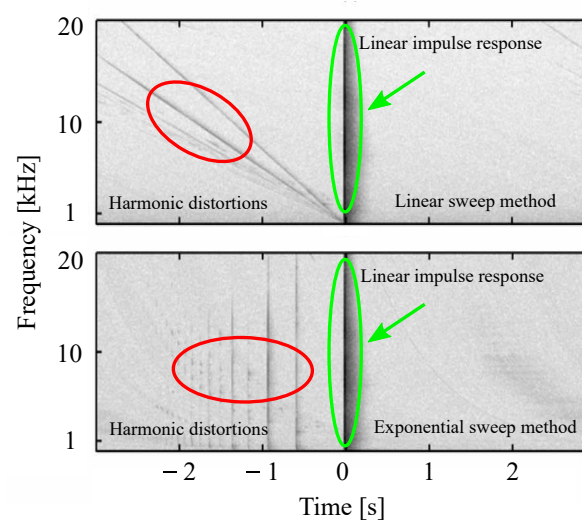 20
Linear impulse response
10
1
Harmonic distortions
Linear sweep method
Frequency [kHz]
20
Linear impulse response
10
1
Harmonic distortions
Exponential sweep method
−2 −1 0 1 2
Time [s]